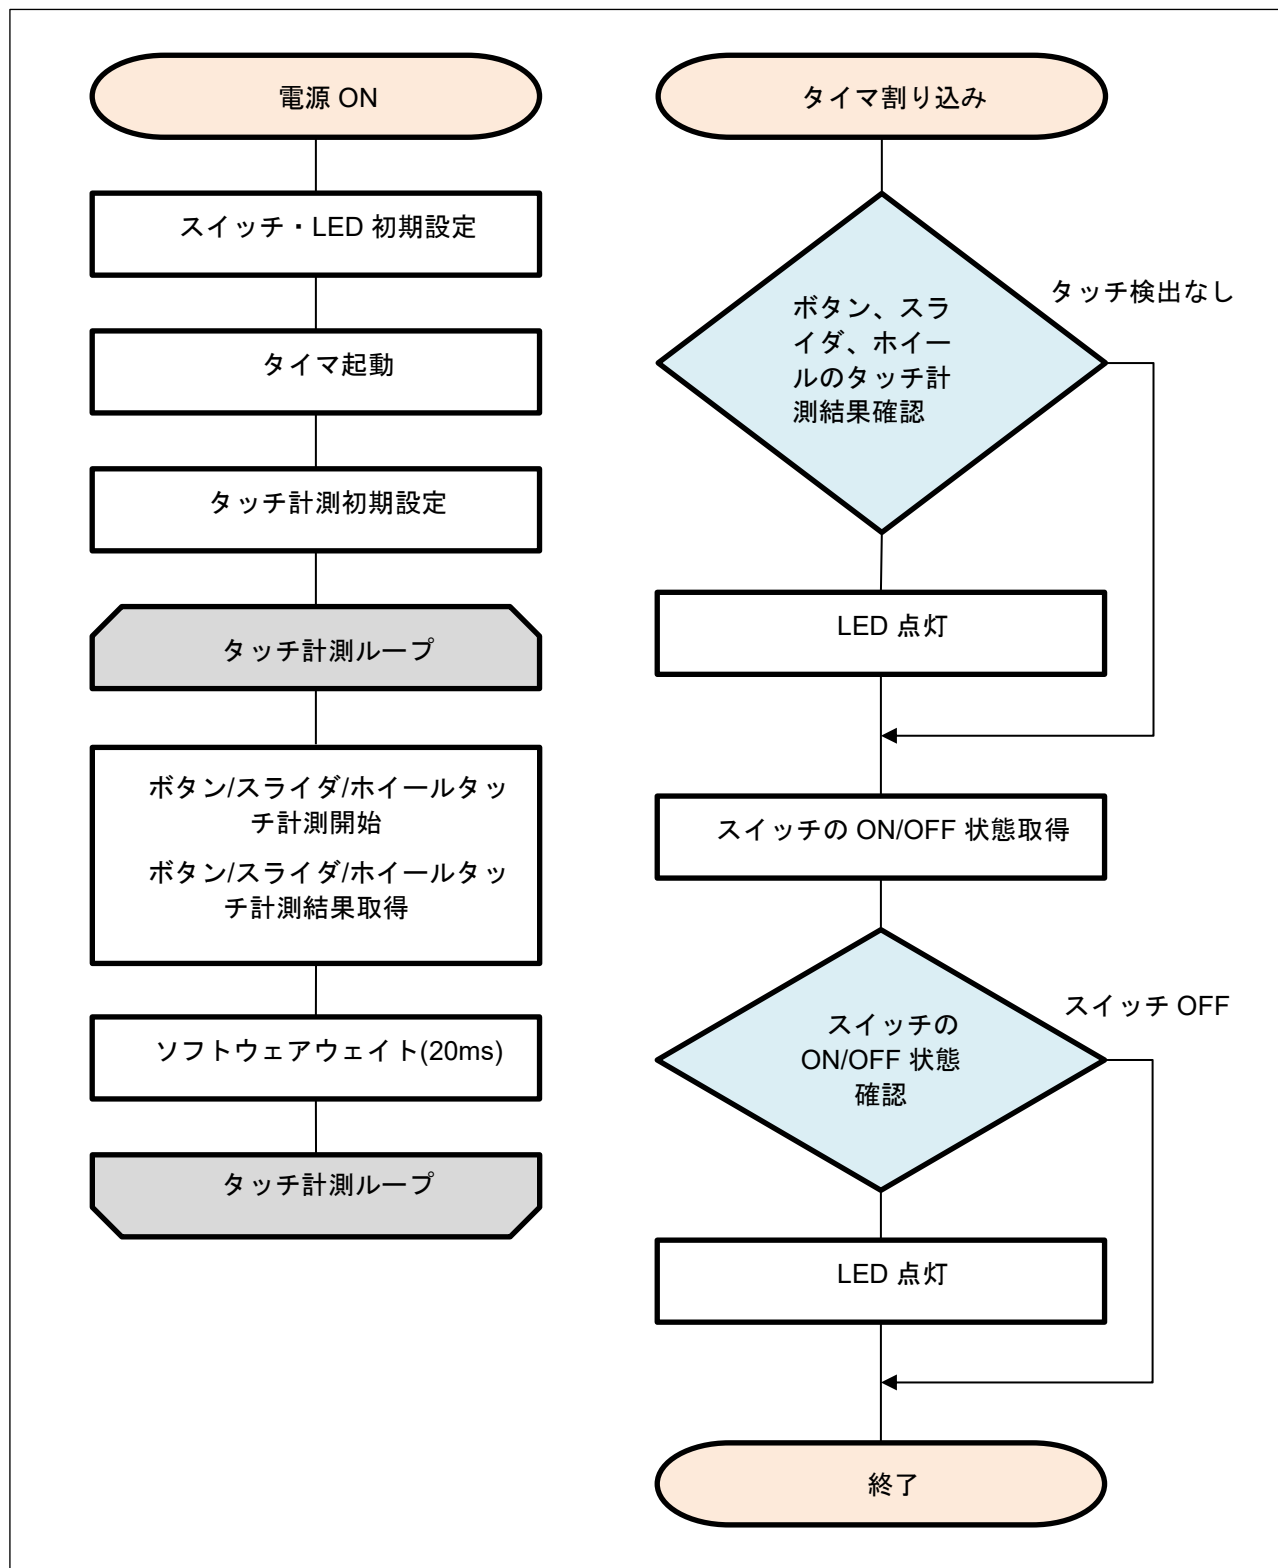 電源 ON
スイッチ・LED 初期設定
タイマ起動
タッチ計測初期設定
タッチ計測ループ
ボタン/スライダ/ホイールタッ
チ計測開始
ボタン/スライダ/ホイールタッ
チ計測結果取得
ソフトウェアウェイト(20ms)
タッチ計測ループ
タイマ割り込み
タッチ検出なし
ボタン、スラ
イダ、ホイー
ルのタッチ計
測結果確認
LED 点灯
スイッチの ON/OFF 状態取得
スイッチ OFF
スイッチの
ON/OFF 状態
確認
LED 点灯
終了